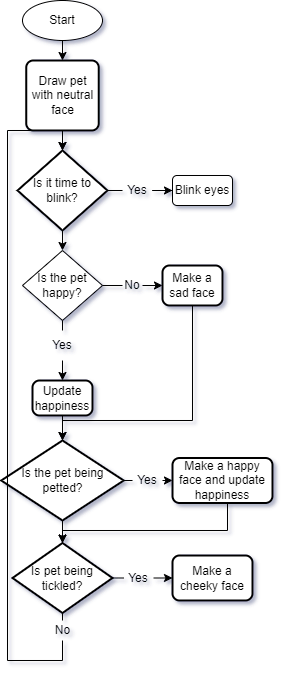 Start
Draw pet
with neutral
face
Is it time to
blink?
Yes
Blink eyes
Is the pet
happy?
No
Make a
sad face
Yes
Update
happiness
Is the pet being
petted?
Yes
Make a happy
face and update
happiness
Is pet being
tickled?
Yes
Make a
cheeky face
No